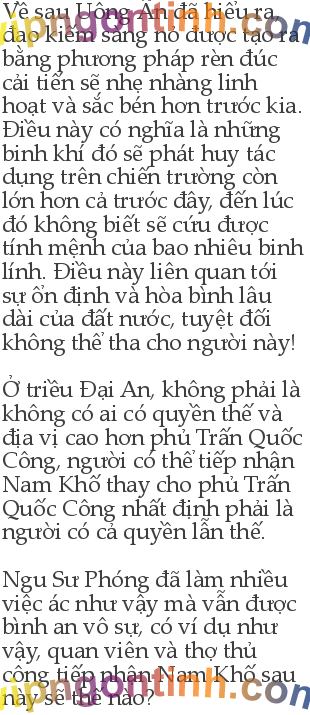 Về sau Uông Ấn đã hiểu ra,
đao kiếm sáng nó được tạo ra
bằng phương pháp rèn đúc
cải tiến sẽ nhẹ nhàng linh
hoạt và sắc bén hơn trước kia.
Điều này có nghĩa là những
binh khí đó sẽ phát huy tác
dụng trên chiến trường còn
lớn hơn cả trước đây, đến lúc
đó không biết sẽ cứu được
tính mệnh của bao nhiêu binh
lính. Điều này liên quan tới
sự ổn định và hòa bình lâu
dài của đất nước, tuyệt đối
không thể tha cho người này!

Ở triều Đại An, không phải là
không có ai có quyền thế và
địa vị cao hơn phủ Trấn Quốc
Công, người có thể tiếp nhận
Nam Khố thay cho phủ Trấn
Quốc Công nhất định phải là
người có cả quyền lẫn thế.

Ngu Sư Phóng đã làm nhiều
việc ác như vậy mà vẫn được
bình an vô sự, có ví dụ như
vậy, quan viên và thợ thủ
công tiếp nhận Nam Khố sau
này sẽ thế nào?
vipngontinh.com
vipngontinh.com